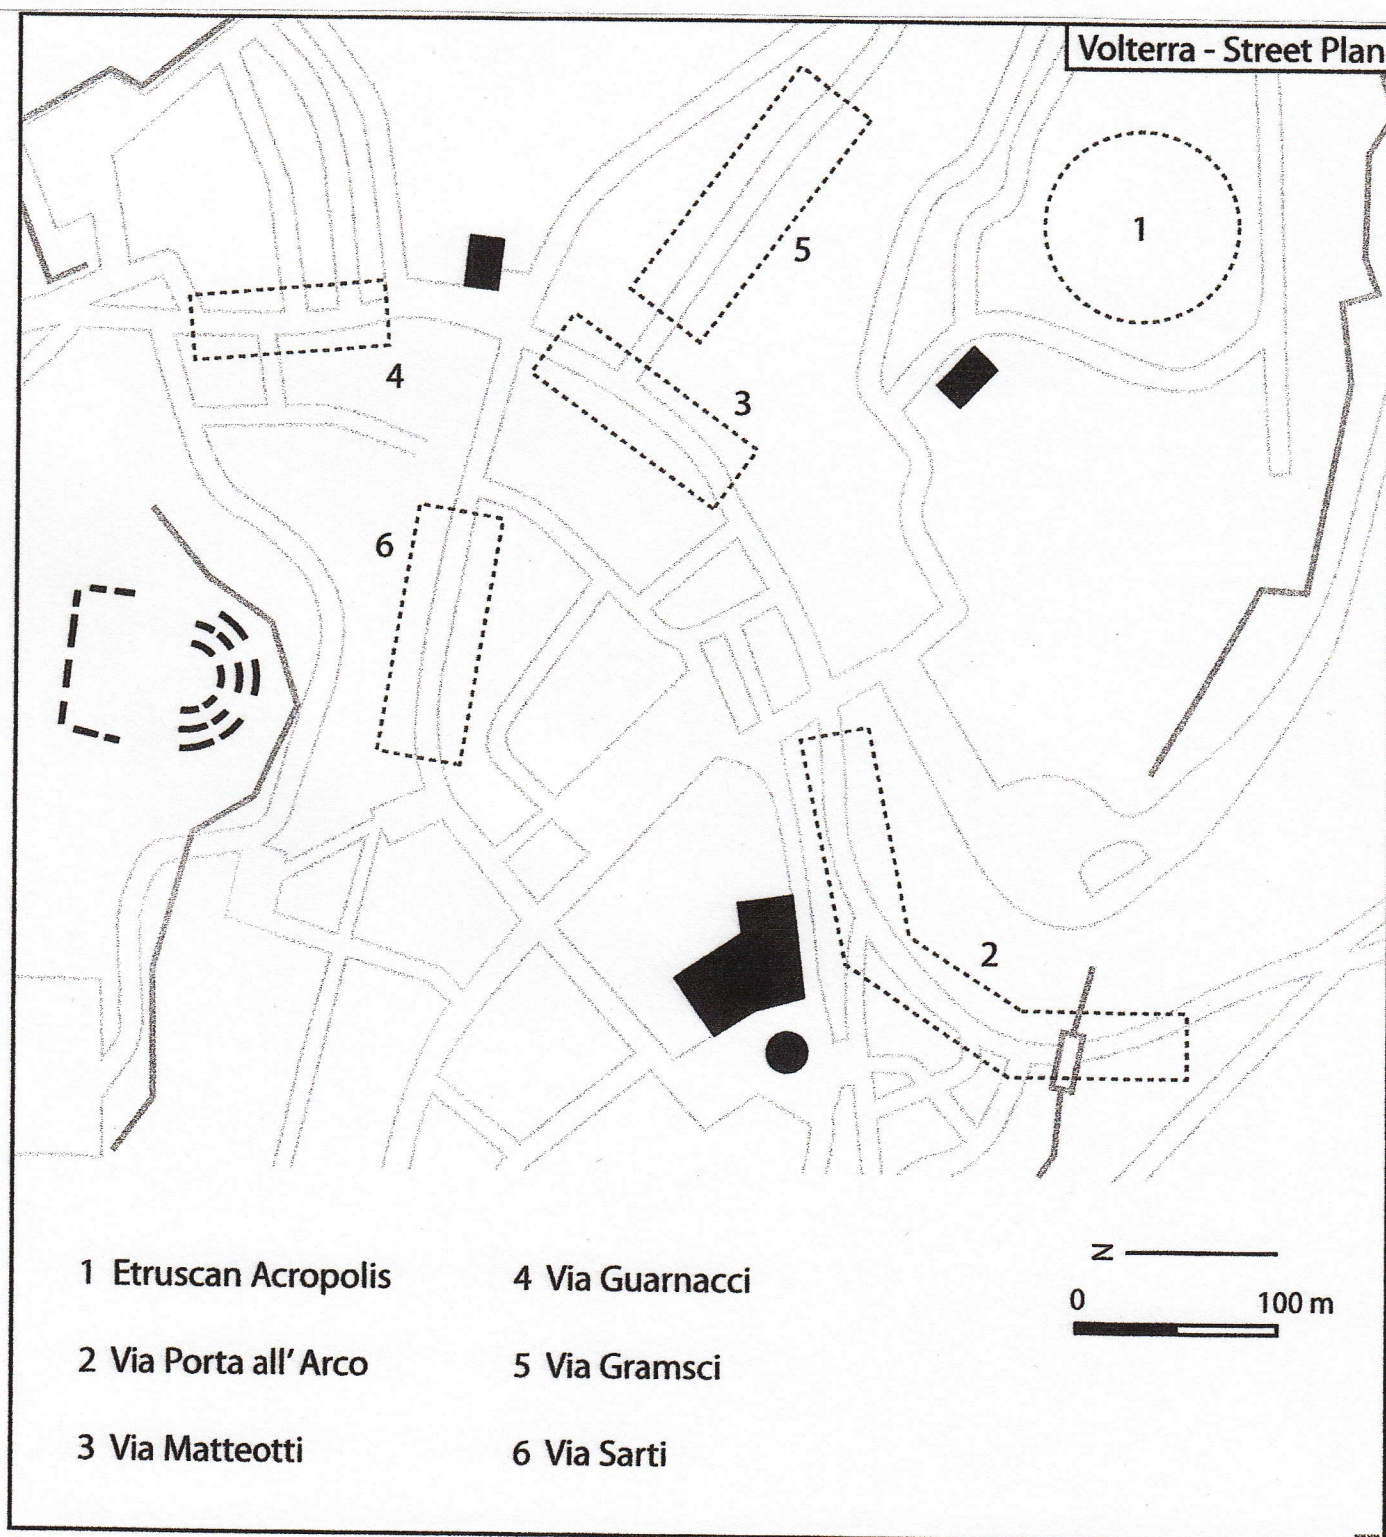 Volterra - Street Plan
1
5
4
3
6
2
1 Etruscan Acropolis
2 Via Porta all' Arco
3 Via Matteotti
4 Via Guarnacci
5 Via Gramsci
6 Via Sarti
N
0 100 m